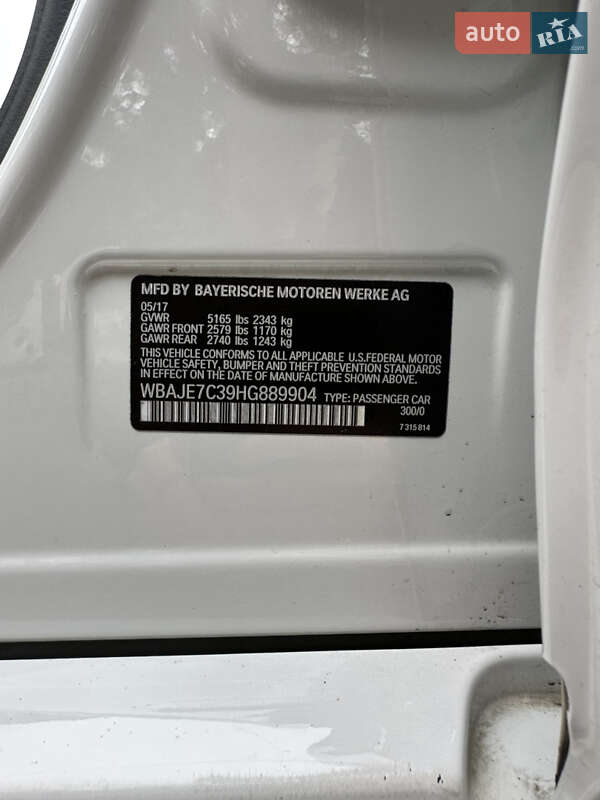 auto RIA .com
MFD BY BAYERISCHE MOTOREN WERKE AG
05/17
GVWR 5165 lbs 2343 kg
GAWR FRONT 2579 lbs 1170 kg
GAWR REAR 2740 lbs 1243 kg
THIS VEHICLE CONFORMS TO ALL APPLICABLE U.S.FEDERAL MOTOR
VEHICLE SAFETY, BUMPER AND THEFT PREVENTION STANDARDS
IN EFFECT ON THE DATE OF MANUFACTURE SHOWN ABOVE.
WBAJE7C39HG889904 TYPE: PASSENGER CAR
300/0
7315814